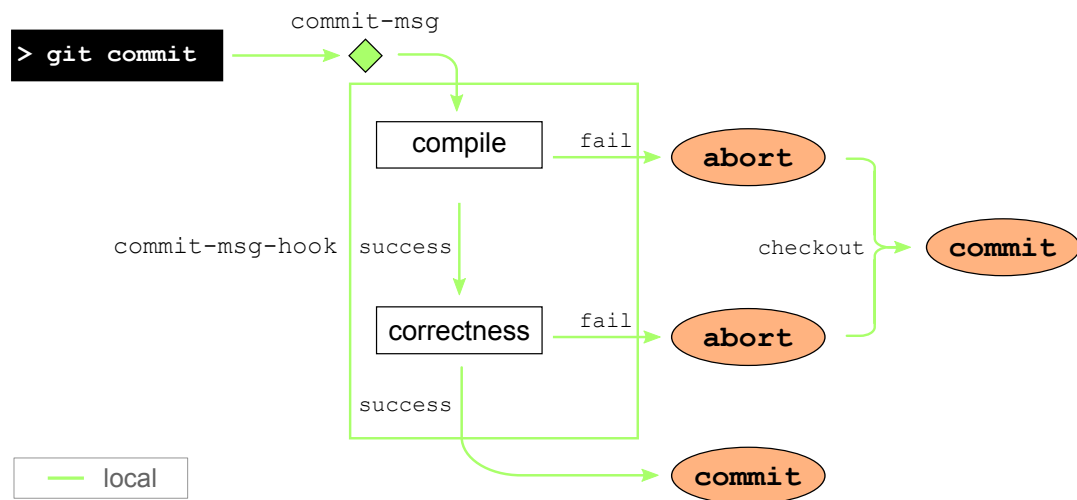 commit-msg
> git commit
compile
fail
abort
commit-msg-hook
success
checkout
commit
correctness
fail
abort
success
local
commit